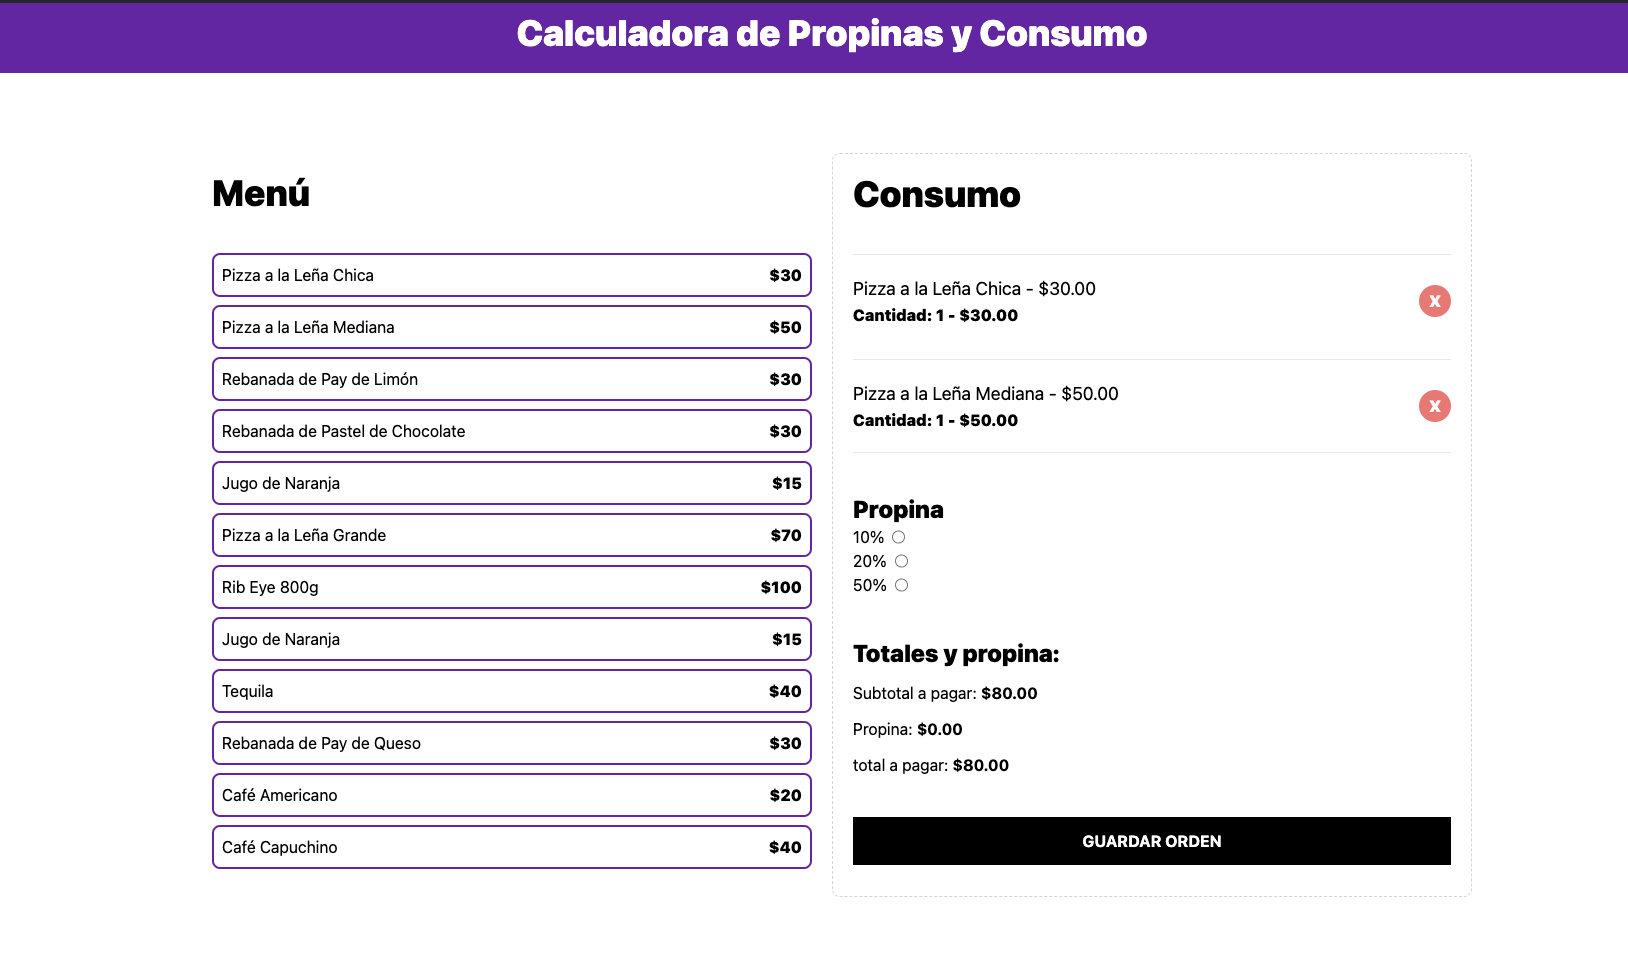 Calculadora de Propinas y Consumo
Menú
Pizza a la Leña Chica $30
Pizza a la Leña Mediana $50
Rebanada de Pay de Limón $30
Rebanada de Pastel de Chocolate $30
Jugo de Naranja $15
Pizza a la Leña Grande $70
Rib Eye 800g $100
Jugo de Naranja $15
Tequila $40
Rebanada de Pay de Queso $30
Café Americano $20
Café Capuchino $40
Consumo
Pizza a la Leña Chica - $30.00
Cantidad: 1 - $30.00
X
Pizza a la Leña Mediana - $50.00
Cantidad: 1 - $50.00
X
Propina
10%
20%
50%
Totales y propina:
Subtotal a pagar: $80.00
Propina: $0.00
total a pagar: $80.00
GUARDAR ORDEN